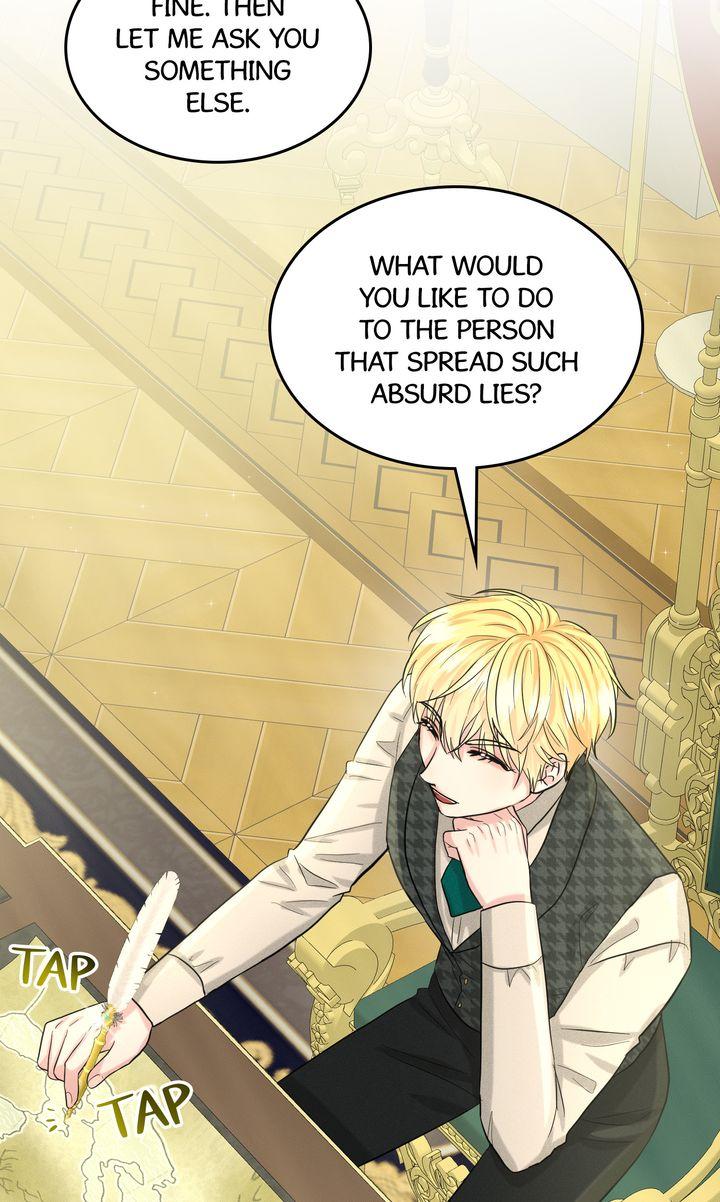 FINE. THEN
LET ME ASK YOU
SOMETHING
ELSE.
WHAT WOULD
YOU LIKE TO DO
TO THE PERSON
THAT SPREAD SUCH
ABSURD LIES?
TAP
TAP